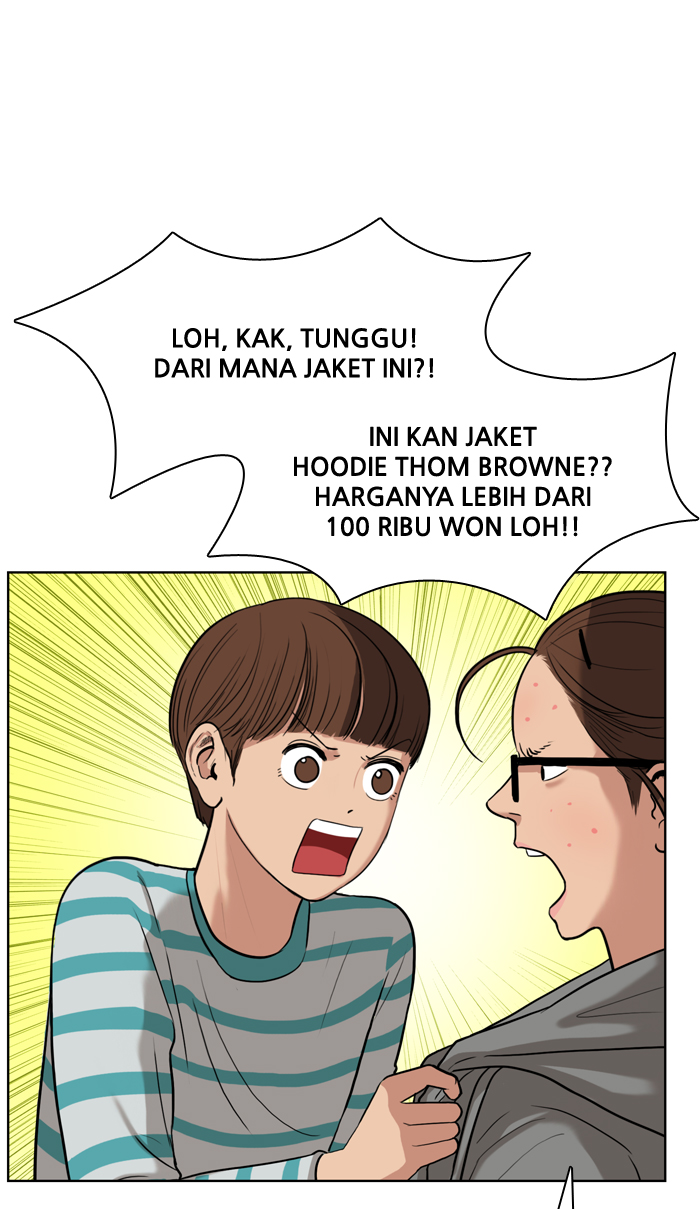 LOH, KAK, TUNGGU!
DARI MANA JAKET INI?!
INI KAN JAKET
HOODIE THOM BROWNE??
HARGANYA LEBIH DARI
100 RIBU WON LOH!!